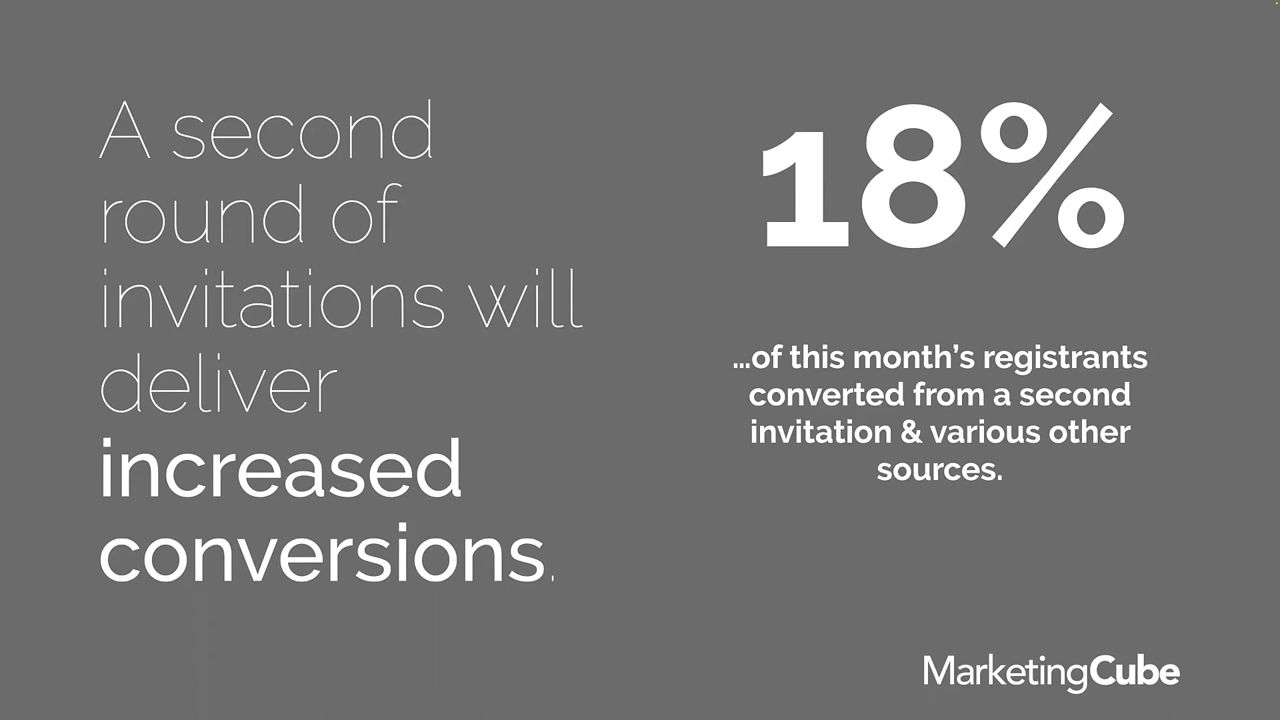 A second
round of
invitations will
deliver
increased
conversions.
18%
...of this month’s registrants
converted from a second
invitation & various other
sources.
MarketingCube